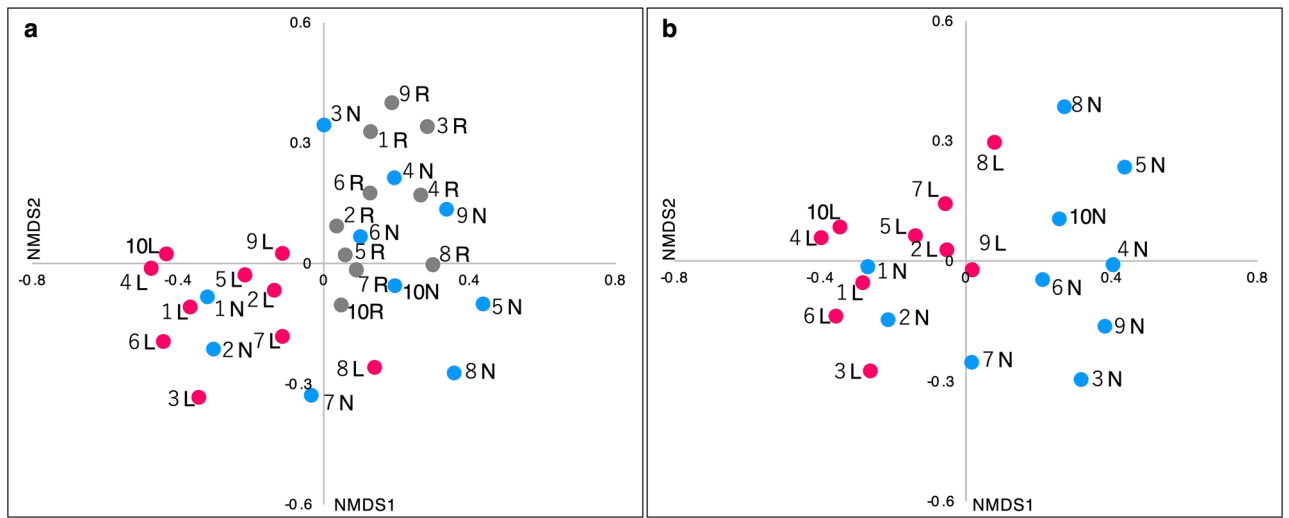 a
0.6
9 R
3 N
3 R
1 R
0.3
4 N
6 R
4 R
9 N
2 R
6 N
NMDS2
10L
9 L
5 R
8 R
0
-0.8
-0.4
0.4
0.8
4 L
5 L
7 R
10N
2 L
1 L
1 N
10R
5 N
6 L
2 N
7 L
8 L
8 N
-0.3
3 L
7 N
-0.6
NMDS1
b
0.6
8 N
0.3
8 L
5 N
7 L
10L
10N
NMDS2
4 L
5 L
2 L
9 L
4 N
0
1 N
-0.8
-0.4
0
0.4
0.8
1 L
6 N
6 L
2 N
9 N
7 N
3 L
3 N
-0.3
-0.6
NMDS1